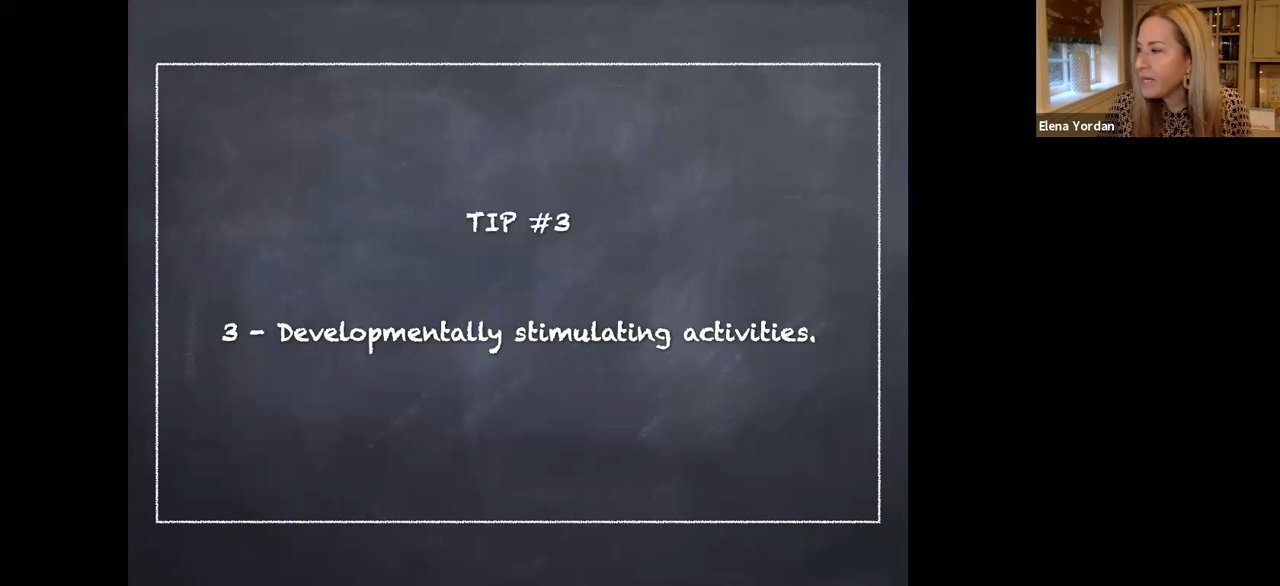 TIP #3
3 - Developmentally stimulating activities.
Elena Yordan